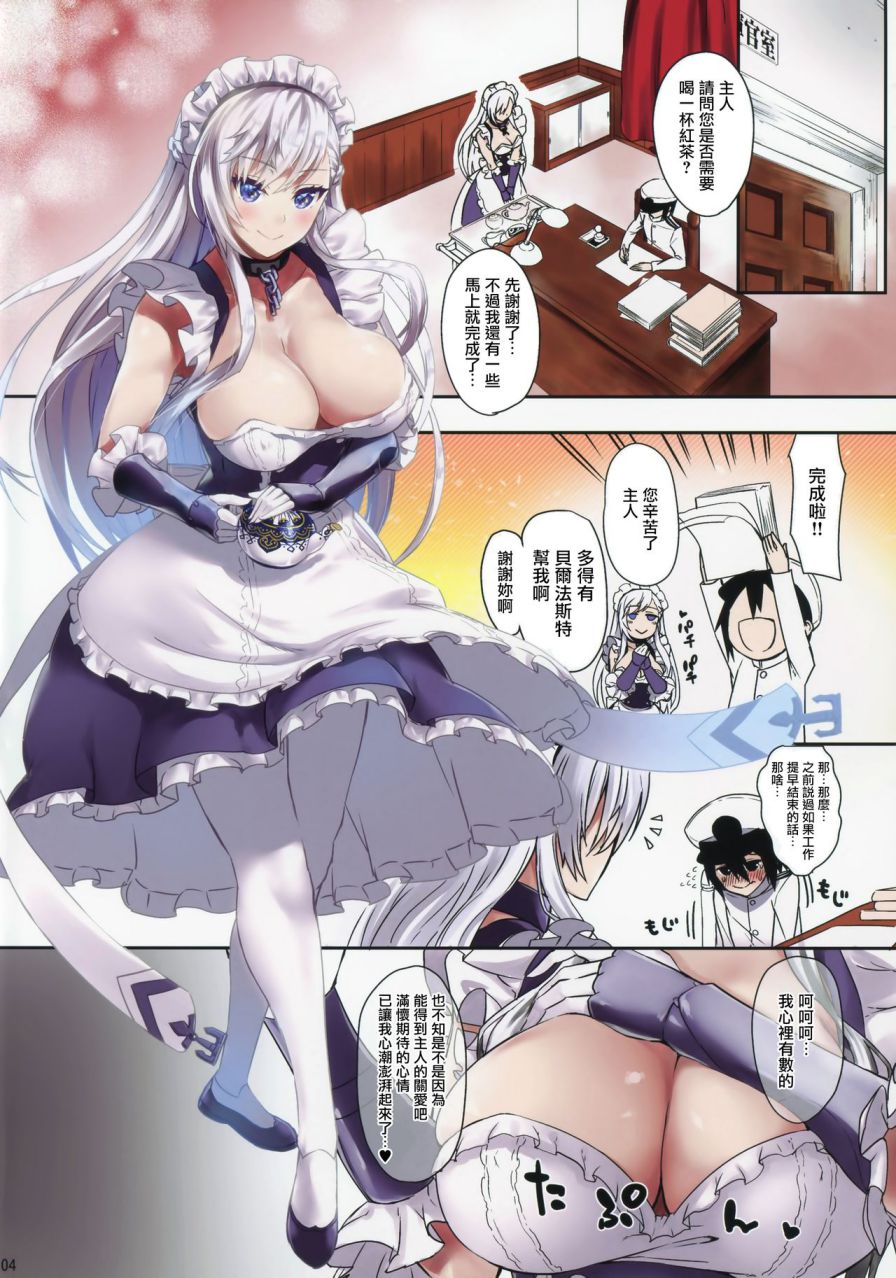 官室
主人
請問您是否需要
喝一杯紅茶?
先謝謝了…
不過我還有一些
馬上就完成了…
完成啦!!
您辛苦了
主人
多得有
貝爾法斯特
幫我啊
謝謝妳啊
パチ
パチ
那…那麼…
之前説過如果工作
提早結束的話…
那啥…
もじ
もじ
呵呵呵…
我心裡有數的
也不知是不是因為
能得到主人的關愛吧
滿懷期待的心情
已讓我心潮澎湃起來了…♥
たぷん♥
04